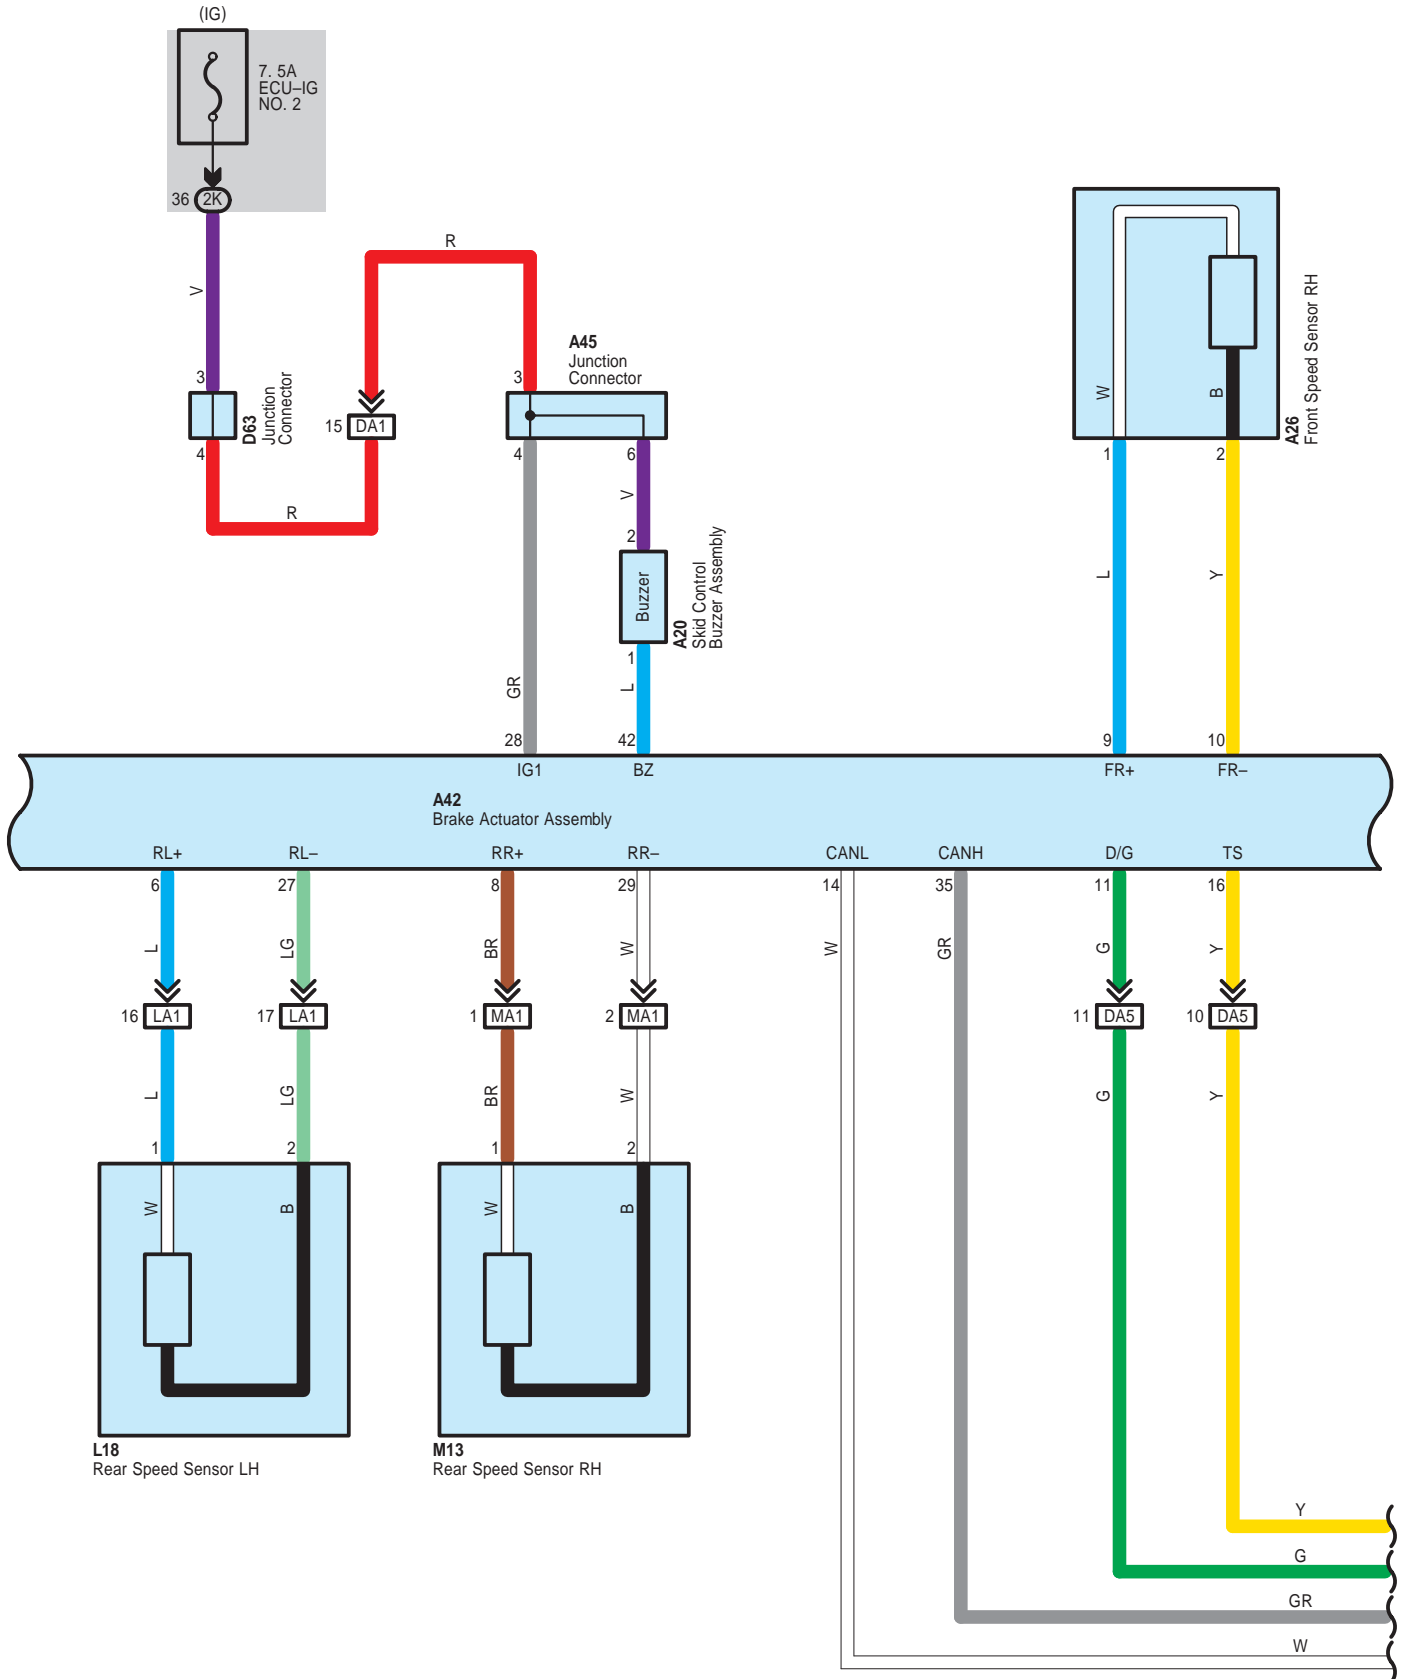 (IG)
7. 5A
ECU–IG
NO. 2
36
2K
V
3
D63
Junction
Connector
4
R
15
DA1
R
A45
Junction
Connector
3
4
6
V
2
Buzzer
A20
Skid Control
Buzzer Assembly
1
L
GR
W
B
A26
Front Speed Sensor RH
1
2
L
Y
28
42
9
10
IG1
BZ
FR+
FR–
A42
Brake Actuator Assembly
RL+
RL–
RR+
RR–
CANL
CANH
D/G
TS
6
27
8
29
14
35
11
16
L
LG
BR
W
W
GR
G
Y
16
LA1
17
LA1
1
MA1
2
MA1
11
DA5
10
DA5
L
LG
BR
W
G
Y
1
2
1
2
W
B
W
B
L18
Rear Speed Sensor LH
M13
Rear Speed Sensor RH
Y
G
GR
W